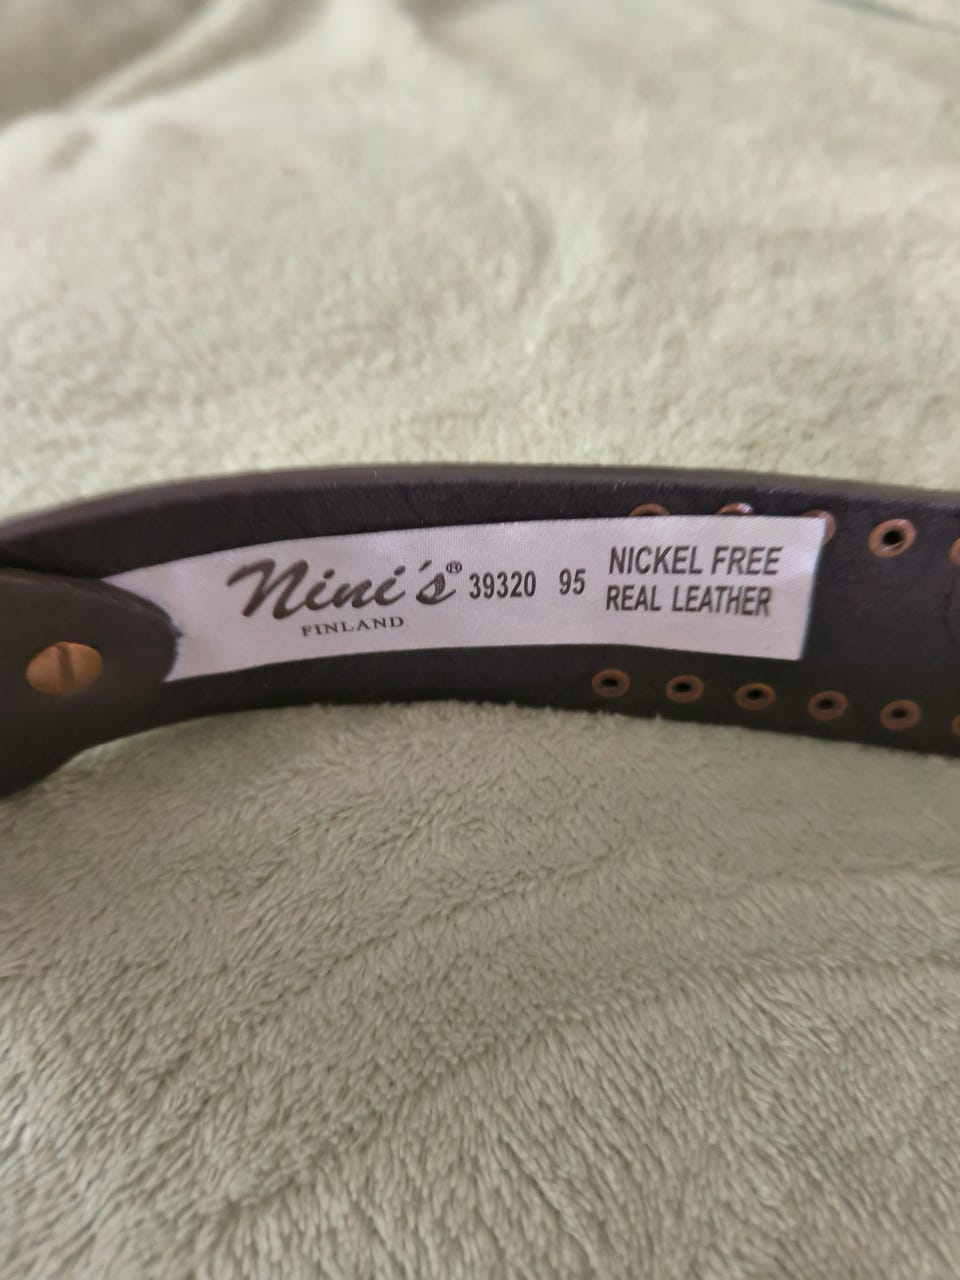 Nini's® 39320 95
FINLAND
NICKEL FREE
REAL LEATHER